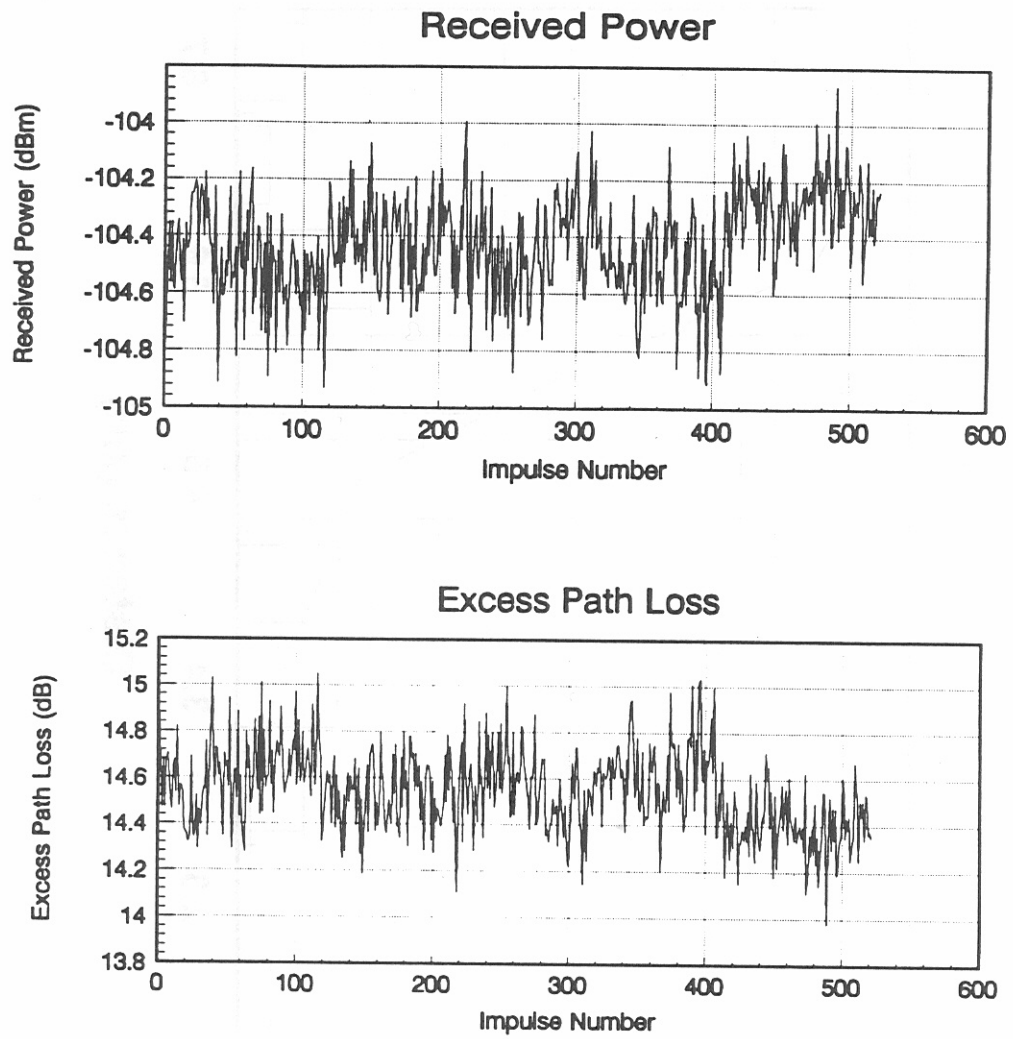 Received Power
Received Power (dBm)
-104
-104.2
-104.4
-104.6
-104.8
-105
0 100 200 300 400 500 600
Impulse Number
Excess Path Loss
Excess Path Loss (dB)
15.2
15
14.8
14.6
14.4
14.2
14
13.8
0 100 200 300 400 500 600
Impulse Number